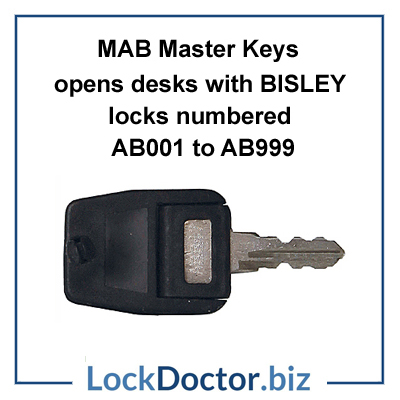 MAB Master Keys
opens desks with BISLEY
locks numbered
AB001 to AB999
LockDoctor.biz